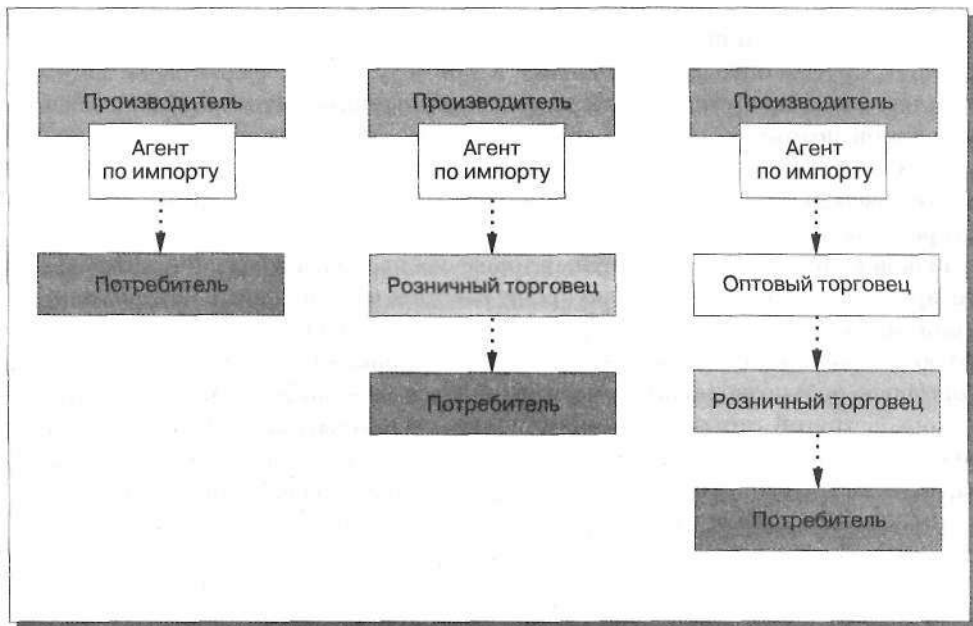 Производитель
Агент
по импорту
Потребитель
Производитель
Агент
по импорту
Розничный торговец
Потребитель
Производитель
Агент
по импорту
Оптовый торговец
Розничный торговец
Потребитель